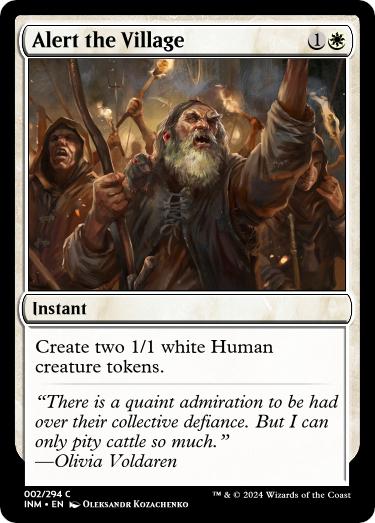 Alert the Village 1
Instant
Create two 1/1 white Human
creature tokens.
“There is a quaint admiration to be had
over their collective defiance. But I can
only pity cattle so much.”
—Olivia Voldaren
002/294 C
INM • EN Oleksandr Kozachenko ™ & © 2024 Wizards of the Coast